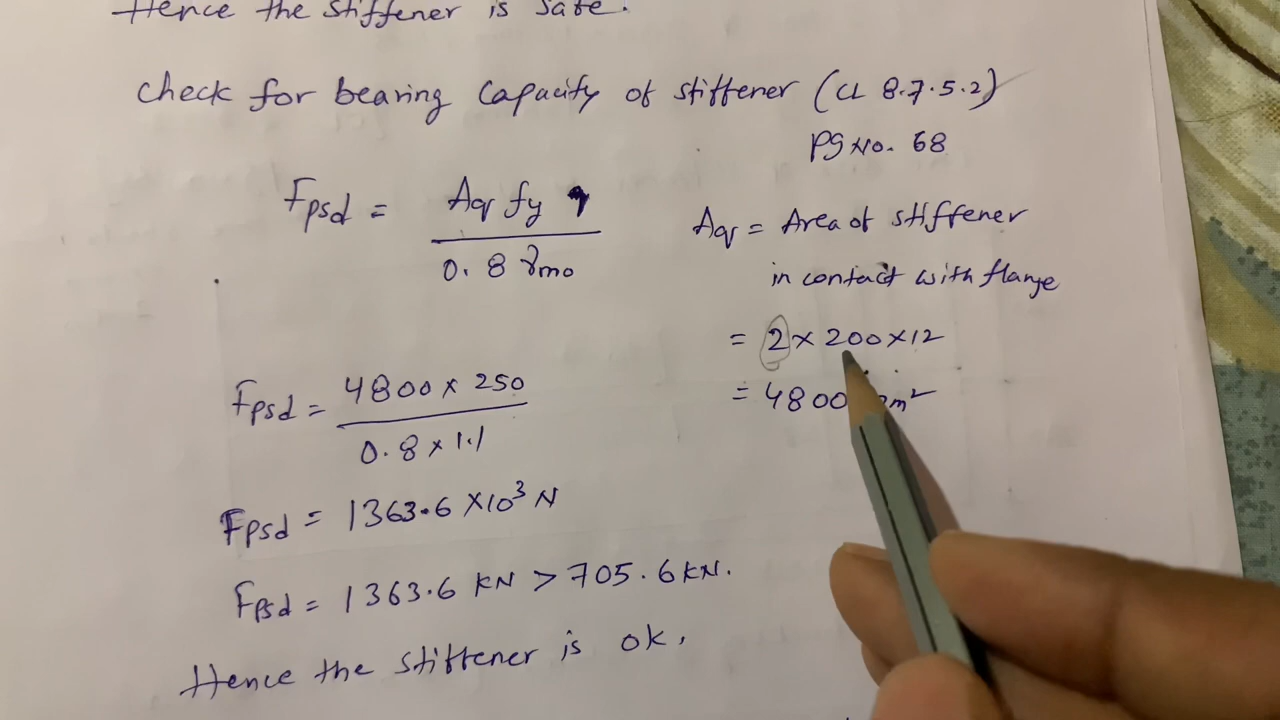 Hence the stiffener is safe.
check for bearing capacity of stiffener (CL 8.7.5.2)
PG No. 68
Fpsd = Aq fy / 0.8 γmo
Aq = Area of stiffener
in contact with flange
= 2 × 200 × 12
= 4800 mm²
Fpsd = 4800 × 250 / 0.8 × 1.1
Fpsd = 1363.6 × 10³ N
Fpsd = 1363.6 KN > 705.6 KN.
Hence the stiffener is ok.